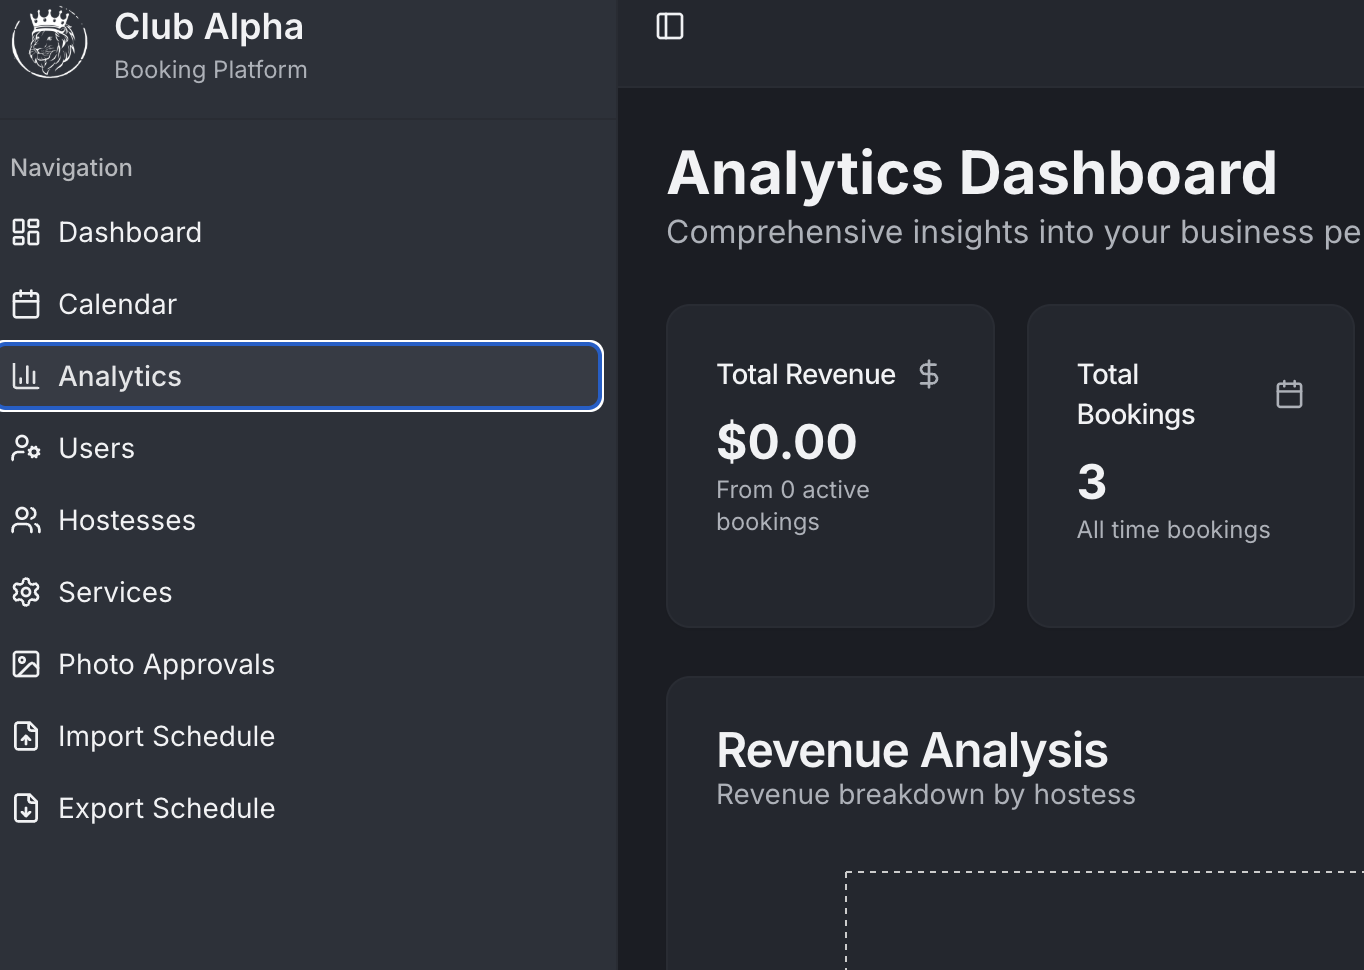 Club Alpha
Booking Platform
Navigation
Dashboard
Calendar
Analytics
Users
Hostesses
Services
Photo Approvals
Import Schedule
Export Schedule
Analytics Dashboard
Comprehensive insights into your business pe
Total Revenue
$0.00
From 0 active
bookings
Total
Bookings
3
All time bookings
Revenue Analysis
Revenue breakdown by hostess